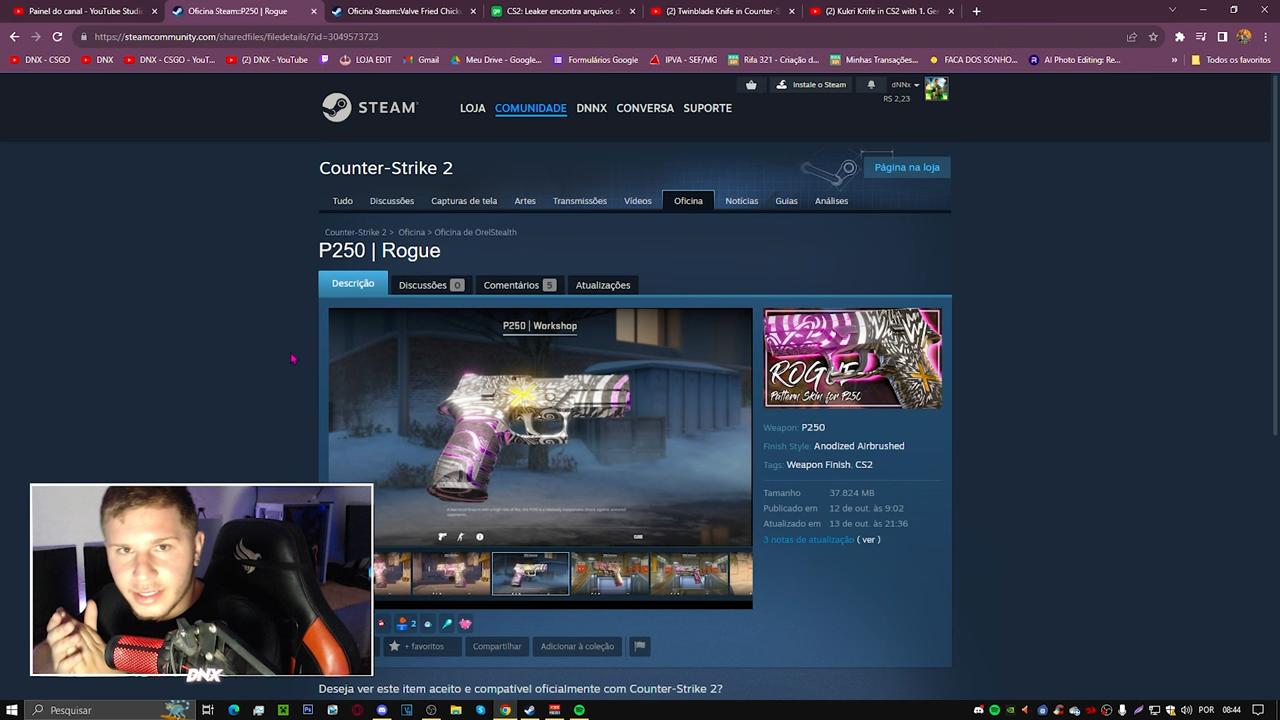 Painel do canal - YouTube Studio
Oficina Steam::P250 | Rogue
Oficina Steam::Valve Fried Chick
CS2: Leaker encontra arquivos d
(2) Twinblade Knife in Counter-S
(2) Kukri Knife in CS2 with 1. Ge
https://steamcommunity.com/sharedfiles/filedetails/?id=3049573723
DNX - CSGO
DNX
DNX - CSGO - YouT...
(2) DNX - YouTube
LOJA EDIT
Gmail
Meu Drive - Google...
Formulários Google
IPVA - SEF/MG
Rifa 321 - Criação d...
Minhas Transações...
FACA DOS SONHO...
AI Photo Editing: Re...
Todos os favoritos
Instale o Steam
dNNx
R$ 2,23
STEAM
LOJA
COMUNIDADE
DNNX
CONVERSA
SUPORTE
Counter-Strike 2
Página na loja
Tudo
Discussões
Capturas de tela
Artes
Transmissões
Vídeos
Oficina
Notícias
Guias
Análises
Counter-Strike 2 > Oficina > Oficina de OrelStealth
P250 | Rogue
Descrição
Discussões 0
Comentários 5
Atualizações
P250 | Workshop
ROGUE
Pattern Skin for P250
Weapon: P250
Finish Style: Anodized Airbrushed
Tags: Weapon Finish, CS2
Tamanho 37.824 MB
Publicado em 12 de out. às 9:02
Atualizado em 13 de out. às 21:36
3 notas de atualização ( ver )
2
+ favoritos
Compartilhar
Adicionar à coleção
DNX
Deseja ver este item aceito e compatível oficialmente com Counter-Strike 2?
Pesquisar
POR
08:44